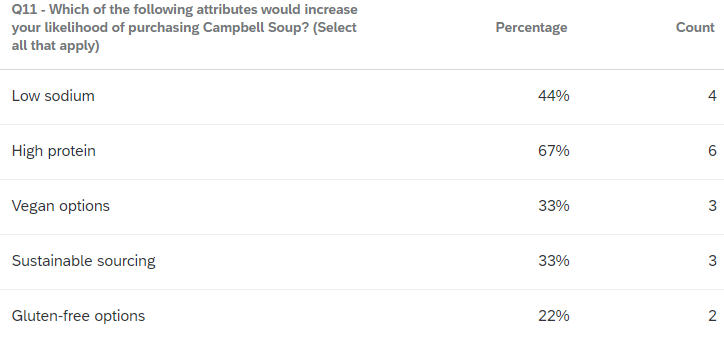 Q11 - Which of the following attributes would increase
your likelihood of purchasing Campbell Soup? (Select
all that apply)
Percentage
Count
Low sodium 44% 4
High protein 67% 6
Vegan options 33% 3
Sustainable sourcing 33% 3
Gluten-free options 22% 2